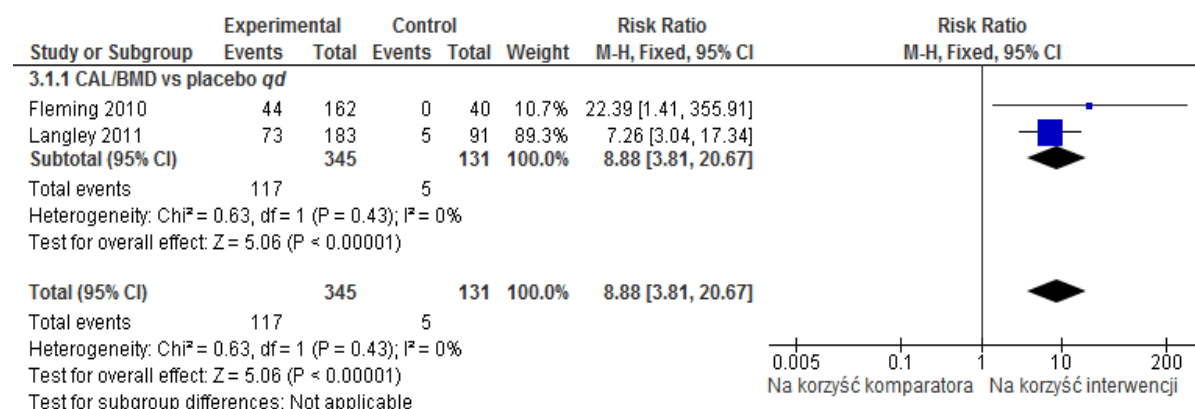 Experimental Control Risk Ratio Risk Ratio
Study or Subgroup Events Total Events Total Weight M-H, Fixed, 95% CI M-H, Fixed, 95% CI
3.1.1 CAL/BMD vs placebo qd
Fleming 2010 44 162 0 40 10.7% 22.39 [1.41, 355.91]
Langley 2011 73 183 5 91 89.3% 7.26 [3.04, 17.34]
Subtotal (95% CI) 345 131 100.0% 8.88 [3.81, 20.67]
Total events 117 5
Heterogeneity: Chi² = 0.63, df = 1 (P = 0.43); I² = 0%
Test for overall effect: Z = 5.06 (P < 0.00001)
Total (95% CI) 345 131 100.0% 8.88 [3.81, 20.67]
Total events 117 5
Heterogeneity: Chi² = 0.63, df = 1 (P = 0.43); I² = 0%
Test for overall effect: Z = 5.06 (P < 0.00001)
Test for subgroup differences: Not applicable
0.005 0.1 1 10 200
Na korzyść komparatora Na korzyść interwencji